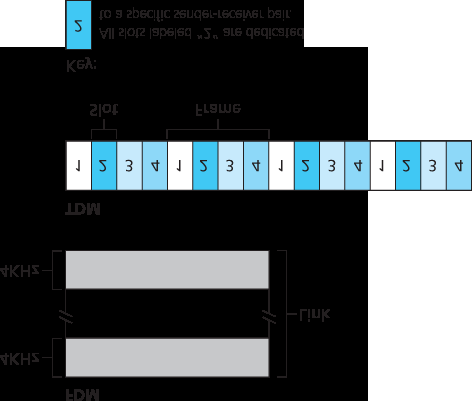 FDM
4KHz
Link
4KHz
TDM
1 2 3 4 1 2 3 4 1 2 3 4 1 2 3 4
Slot Frame
Key:
2
All slots labeled "2" are dedicated
to a specific sender-receiver pair.